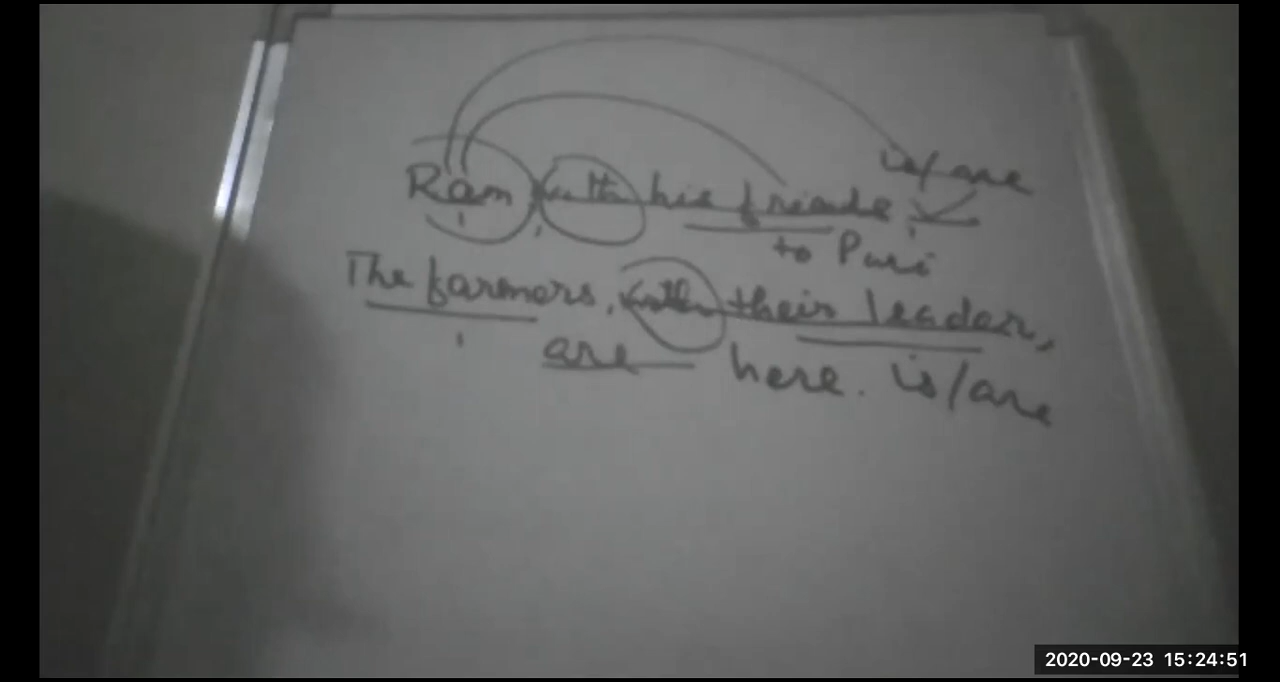 is/are
Ram, with his friends,
to Puri
The farmers, with their leader,
are here. is/are
2020-09-23 15:24:51